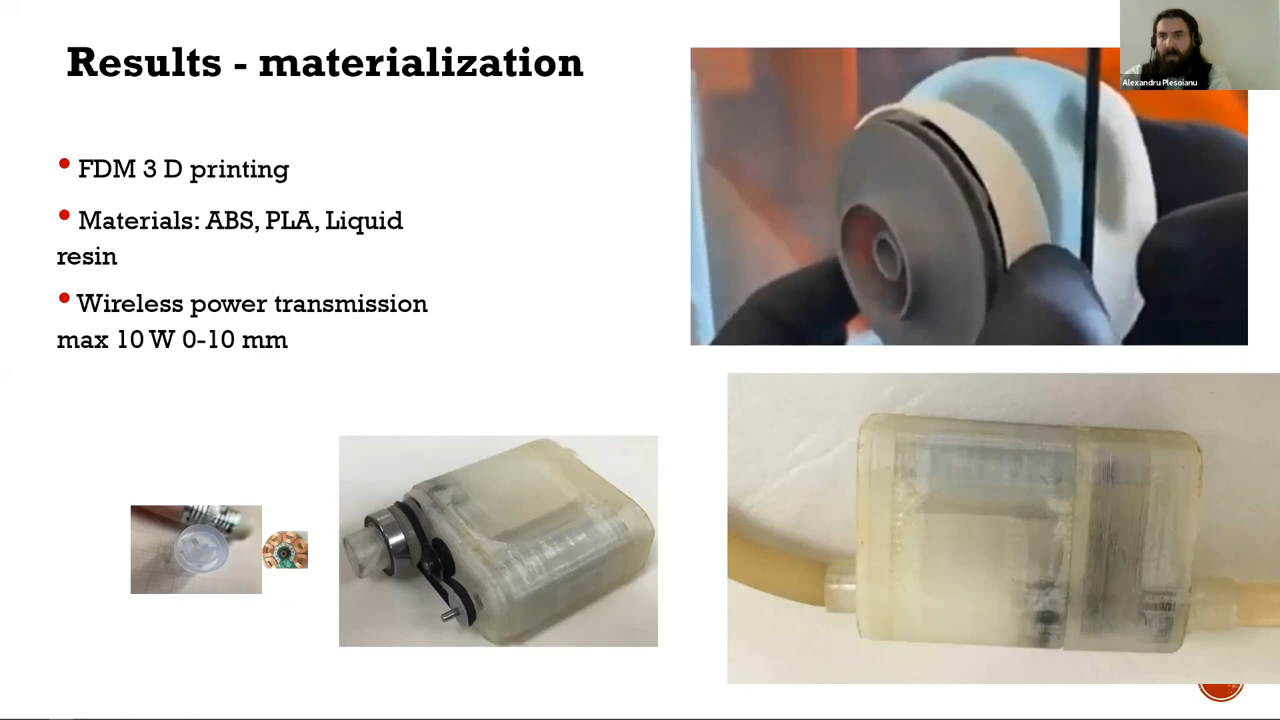 Results - materialization
Alexandru Plesoianu
• FDM 3 D printing
• Materials: ABS, PLA, Liquid
resin
• Wireless power transmission
max 10 W 0-10 mm